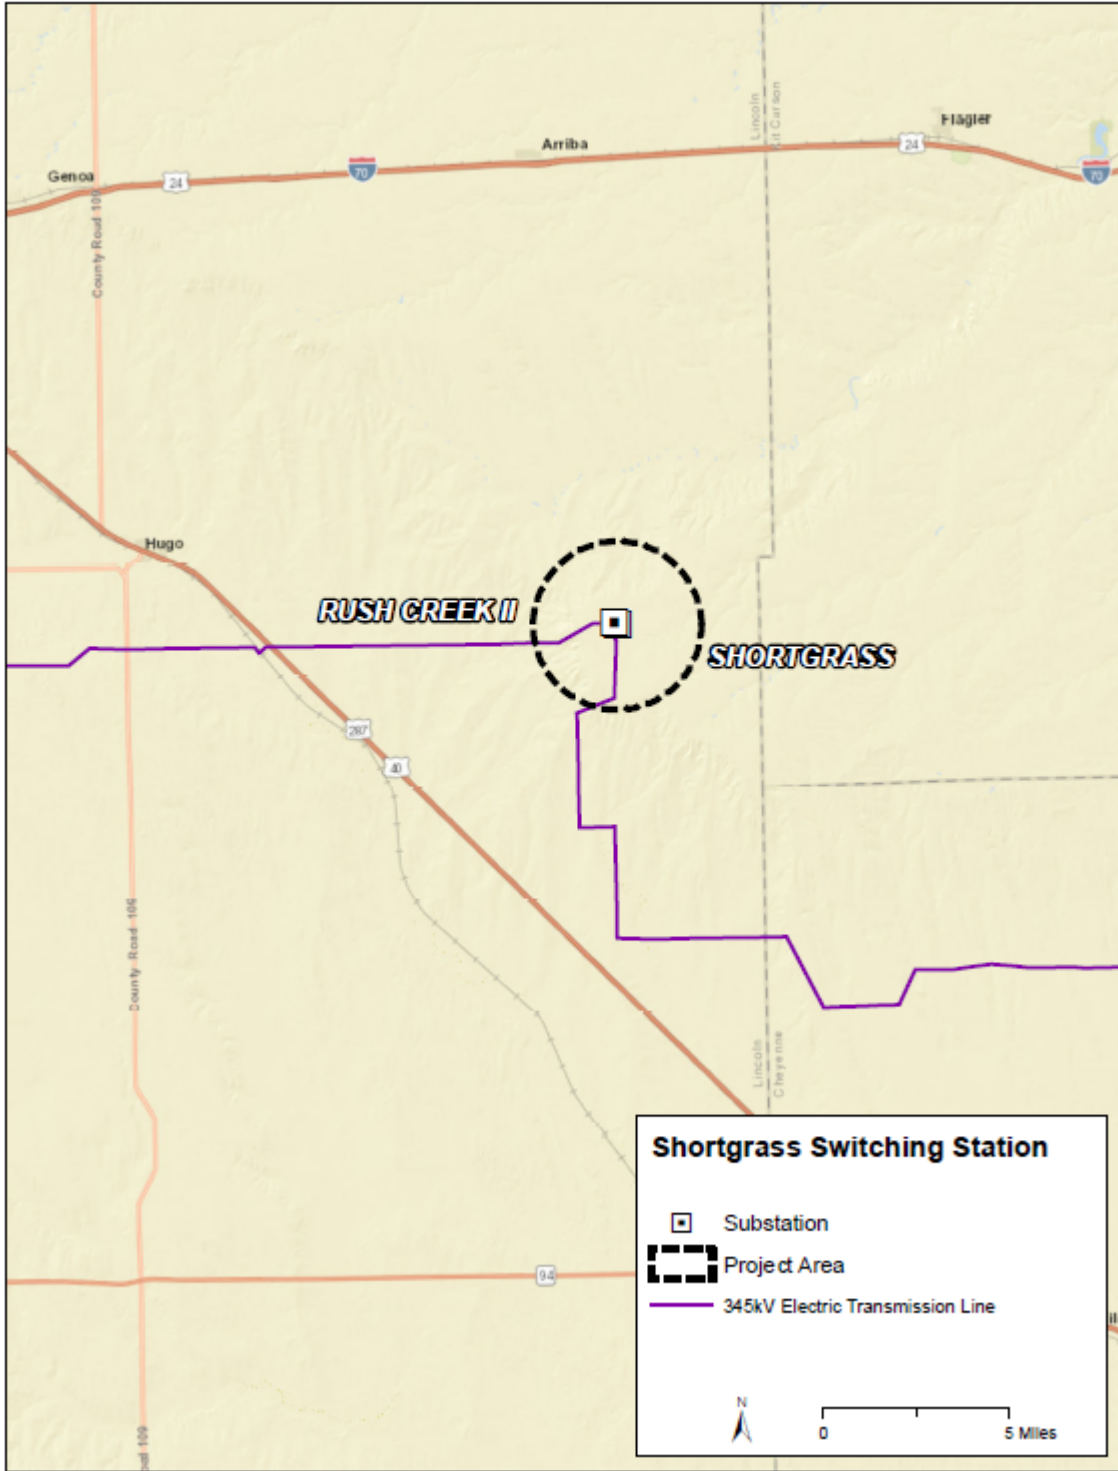 Lincoln
Kit Carson
Flagler
Arriba
24
Genoa
24
70
70
County Road 109
Hugo
RUSH CREEK II
SHORTGRASS
287
40
County Road 109
Lincoln
Cheyenne
94
Shortgrass Switching Station
Substation
Project Area
345kV Electric Transmission Line
N
0
5 Miles
109